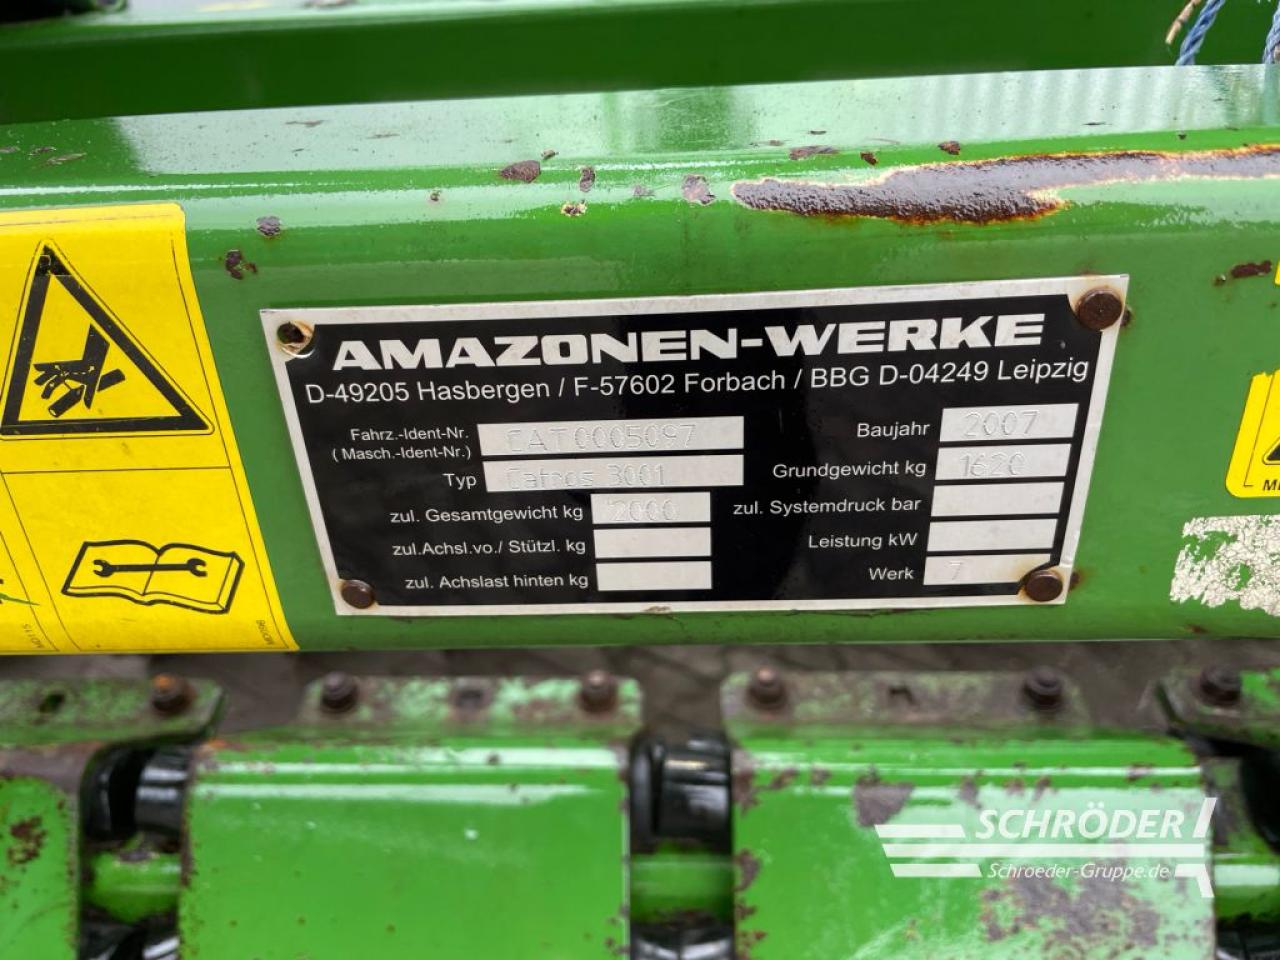 AMAZONEN-WERKE
D-49205 Hasbergen / F-57602 Forbach / BBG D-04249 Leipzig
Fahrz.-Ident-Nr.
( Masch.-Ident-Nr.) CAT0005097
Typ Catros 3001
zul. Gesamtgewicht kg 2000
zul.Achsl.vo./ Stützl. kg
zul. Achslast hinten kg
Baujahr 2007
Grundgewicht kg 1620
zul. Systemdruck bar
Leistung kW
Werk 7
MD115
MD096
SCHRÖDER
Schroeder-Gruppe.de